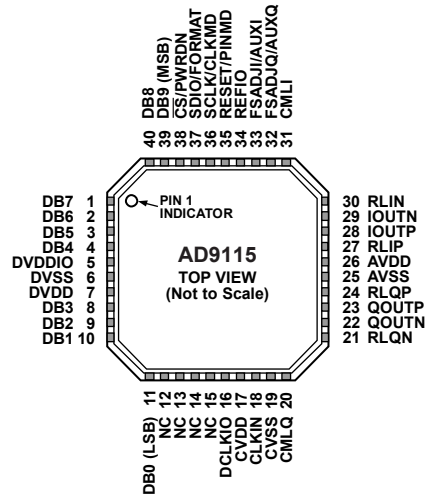 40 DB8
39 DB9 (MSB)
38 CS/PWRDN
37 SDIO/FORMAT
36 SCLK/CLKMD
35 RESET/PINMD
34 REFIO
33 FSADJI/AUXI
32 FSADJQ/AUXQ
31 CMLI
DB7 1
DB6 2
DB5 3
DB4 4
DVDDIO 5
DVSS 6
DVDD 7
DB3 8
DB2 9
DB1 10
PIN 1
INDICATOR
AD9115
TOP VIEW
(Not to Scale)
30 RLIN
29 IOUTN
28 IOUTP
27 RLIP
26 AVDD
25 AVSS
24 RLQP
23 QOUTP
22 QOUTN
21 RLQN
DB0 (LSB) 11
NC 12
NC 13
NC 14
NC 15
DCLKIO 16
CVDD 17
CLKIN 18
CVSS 19
CMLQ 20